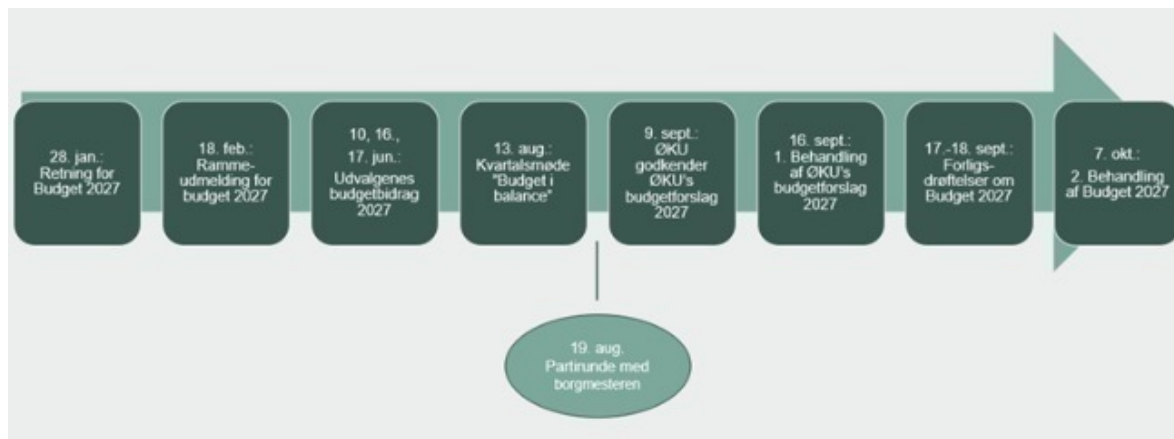 28. jan.:
Retning for
Budget 2027
18. feb.:
Ramme-
udmelding for
budget 2027
10, 16.,
17. jun.:
Udvalgenes
budgetbidrag
2027
13. aug.:
Kvartalsmøde
"Budget i
balance"
19. aug.
Partirunde med
borgmesteren
9. sept.:
ØKU
godkender
ØKU's
budgetforslag
2027
16. sept.:
1. Behandling
af ØKU's
budgetforslag
2027
17.-18. sept.:
Forligs-
drøftelser om
Budget 2027
7. okt.:
2. Behandling
af Budget 2027